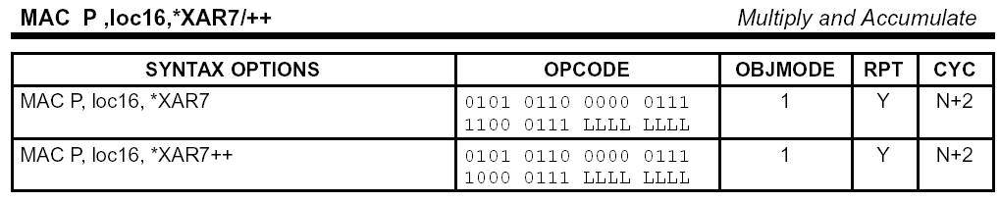 MAC P ,loc16,*XAR7/++ Multiply and Accumulate
SYNTAX OPTIONS OPCODE OBJMODE RPT CYC
MAC P, loc16, *XAR7 0101 0110 0000 0111 1 Y N+2
1100 0111 LLLL LLLL
MAC P, loc16, *XAR7++ 0101 0110 0000 0111 1 Y N+2
1000 0111 LLLL LLLL